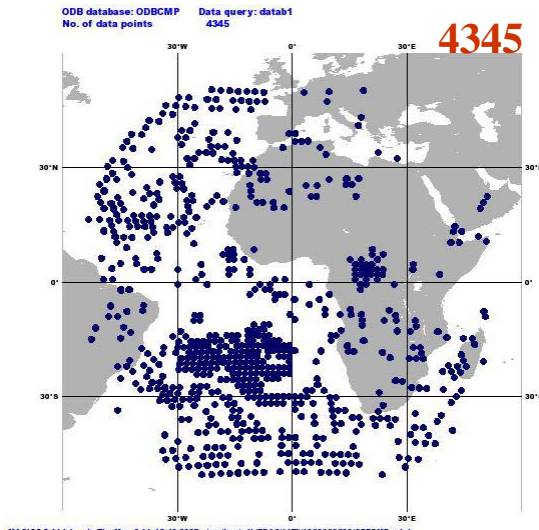 ODB database: ODBCMP Data query: datab1
No. of data points 4345
4345
30°W 0° 30°E
30°N 30°
0° 0°
30°S 30°
30°W 0° 30°E